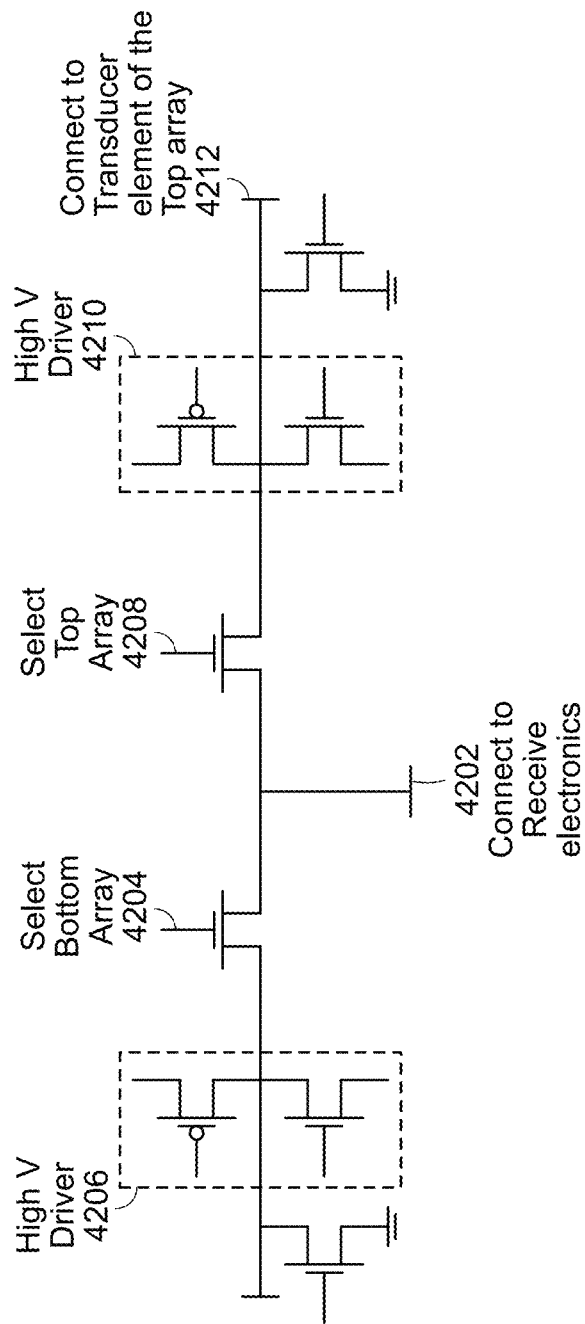 High V
Driver
4206
Select
Bottom
Array
4204
4202
Connect to
Receive
electronics
Select
Top
Array
4208
High V
Driver
4210
Connect to
Transducer
element of the
Top array
4212